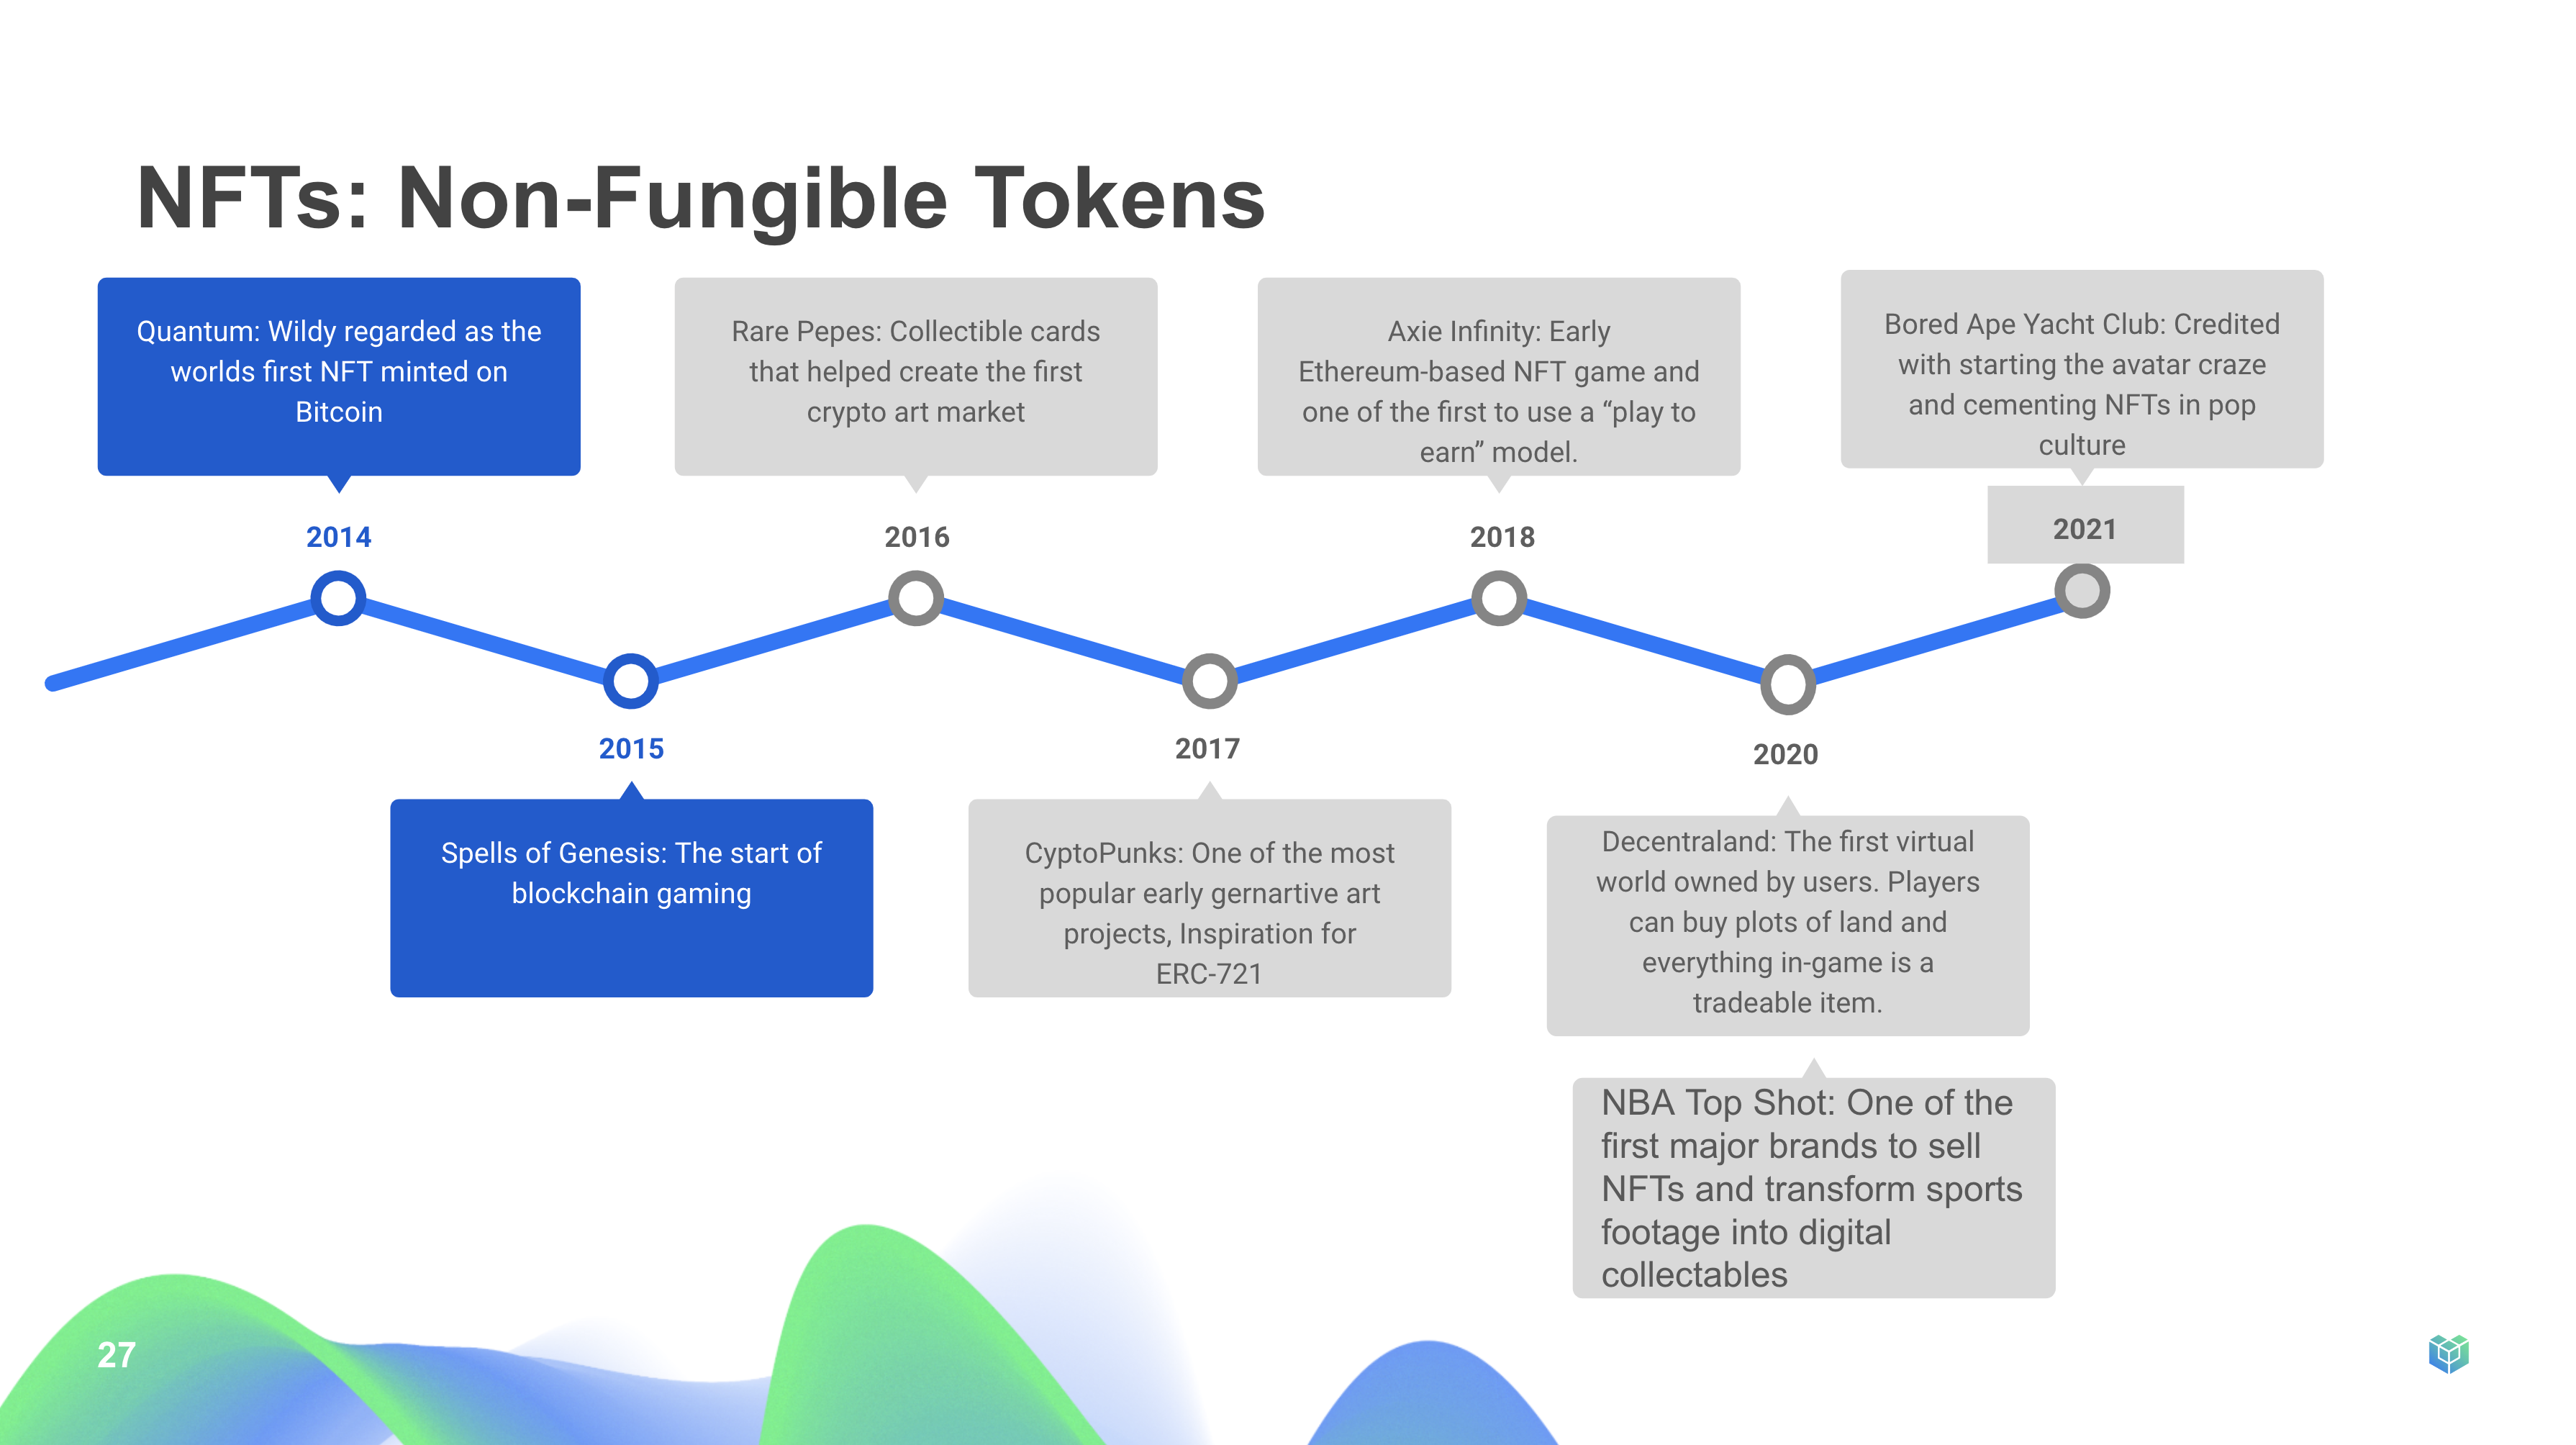 NFTs: Non-Fungible Tokens
Quantum: Wildy regarded as the
worlds first NFT minted on
Bitcoin
2014
Spells of Genesis: The start of
blockchain gaming
2015
Rare Pepes: Collectible cards
that helped create the first
crypto art market
2016
CyptoPunks: One of the most
popular early gernartive art
projects, Inspiration for
ERC-721
2017
Axie Infinity: Early
Ethereum-based NFT game and
one of the first to use a “play to
earn” model.
2018
2020
Decentraland: The first virtual
world owned by users. Players
can buy plots of land and
everything in-game is a
tradeable item.
NBA Top Shot: One of the
first major brands to sell
NFTs and transform sports
footage into digital
collectables
Bored Ape Yacht Club: Credited
with starting the avatar craze
and cementing NFTs in pop
culture
2021
27